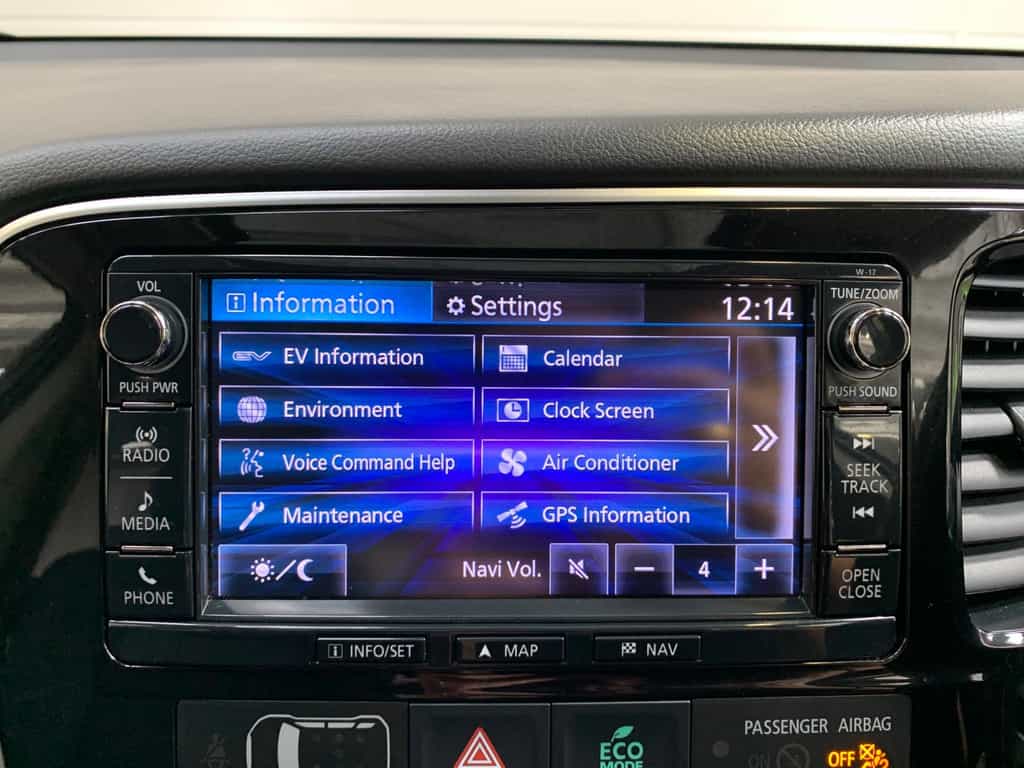 W-17
VOL
Information
Settings
12:14
TUNE/ZOOM
PUSH PWR
EV Information
Calendar
PUSH SOUND
Environment
Clock Screen
RADIO
Voice Command Help
Air Conditioner
SEEK
TRACK
MEDIA
Maintenance
GPS Information
PHONE
Navi Vol.
4
OPEN
CLOSE
INFO/SET
MAP
NAV
PASSENGER AIRBAG
ECO
MODE
ON
OFF